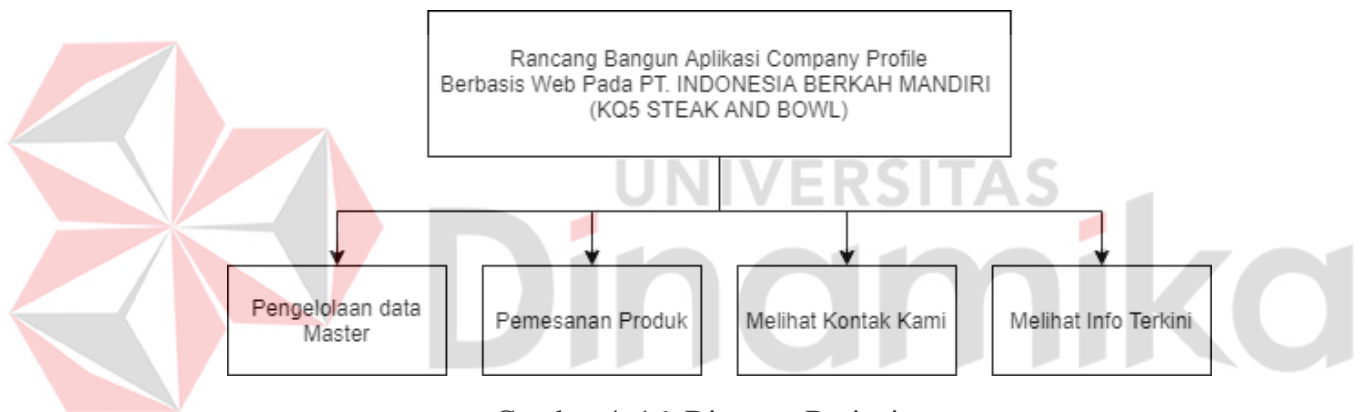 Rancang Bangun Aplikasi Company Profile
Berbasis Web Pada PT. INDONESIA BERKAH MANDIRI
(KQ5 STEAK AND BOWL)
UNIVERSITAS
Dinamika
Pengelolaan data
Master
Pemesanan Produk
Melihat Kontak Kami
Melihat Info Terkini